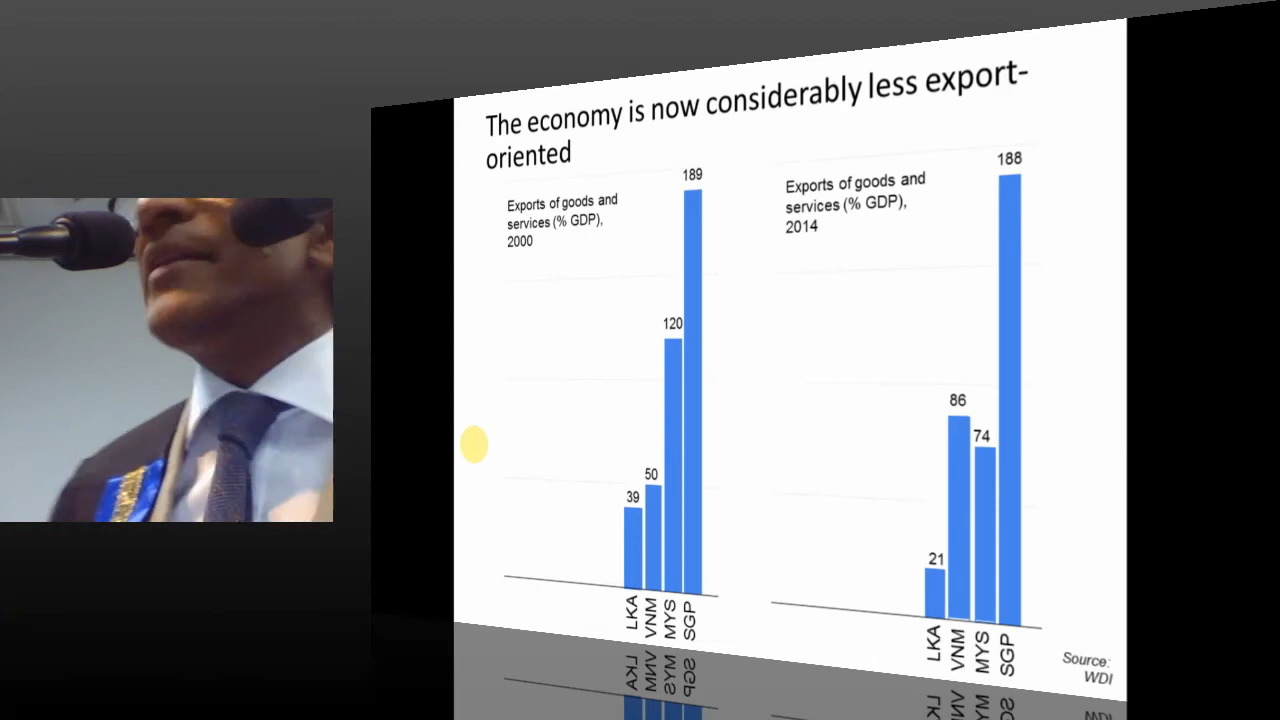 The economy is now considerably less export-
oriented
Exports of goods and
services (% GDP),
2000
189
120
50
39
LKA
VNM
MYS
SGP
Exports of goods and
services (% GDP),
2014
188
86
74
21
LKA
VNM
MYS
SGP
Source:
WDI